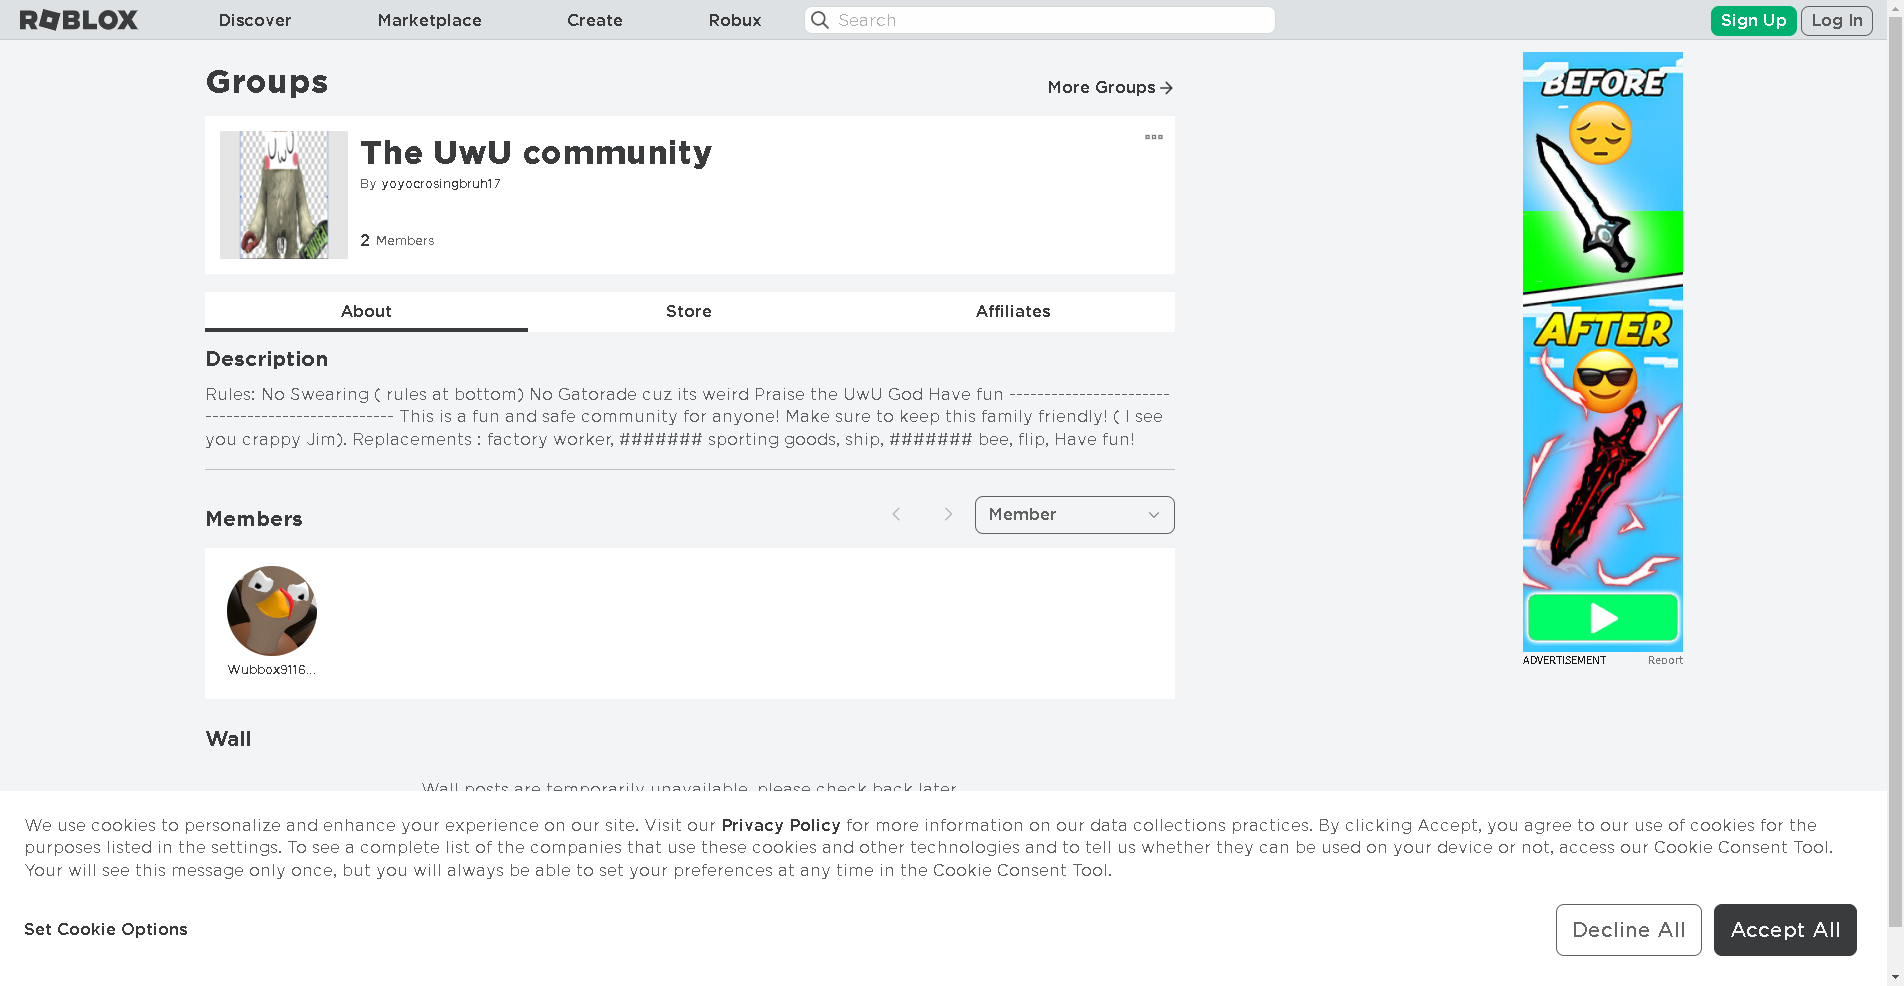 ROBLOX Discover Marketplace Create Robux Search Sign Up Log In
Groups
More Groups
The UwU community
By yoyocrosingbruh17
2 Members
About Store Affiliates
Description
Rules: No Swearing ( rules at bottom) No Gatorade cuz its weird Praise the UwU God Have fun -----------------------
--------------------------- This is a fun and safe community for anyone! Make sure to keep this family friendly! ( I see
you crappy Jim). Replacements : factory worker, ####### sporting goods, ship, ####### bee, flip, Have fun!
Members
Member
Wubbox9116...
Wall
Wall posts are temporarily unavailable, please check back later.
BEFORE
AFTER
ADVERTISEMENT Report
We use cookies to personalize and enhance your experience on our site. Visit our Privacy Policy for more information on our data collections practices. By clicking Accept, you agree to our use of cookies for the
purposes listed in the settings. To see a complete list of the companies that use these cookies and other technologies and to tell us whether they can be used on your device or not, access our Cookie Consent Tool.
Your will see this message only once, but you will always be able to set your preferences at any time in the Cookie Consent Tool.
Set Cookie Options
Decline All
Accept All